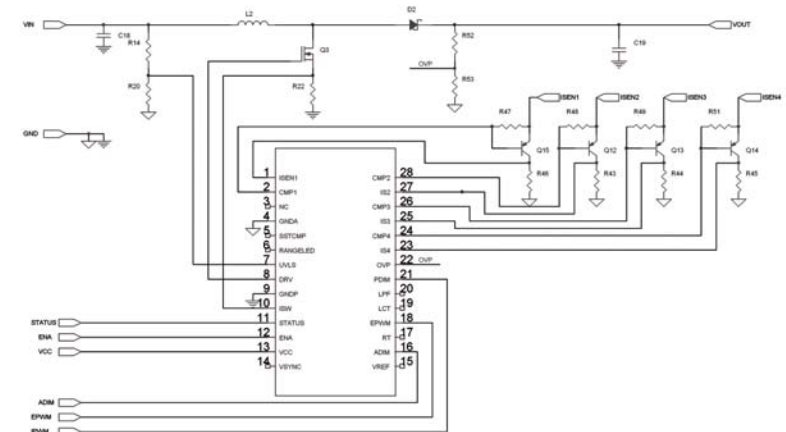 VIN
L2
D2
VOUT
C18
R14
Q3
R52
C19
OVP
R20
R22
R53
ISEN1
ISEN2
ISEN3
ISEN4
R47
R48
R49
R51
GND
Q15
Q12
Q13
Q14
R46
R43
R44
R45
1 ISEN1
2 CMP1
3 NC
4 GNDA
5 SSTCMP
6 RANGELED
7 UVLS
8 DRV
9 GNDP
10 ISW
11 STATUS
12 ENA
13 VCC
14 VSYNC
CMP2 28
IS2 27
CMP3 26
IS3 25
CMP4 24
IS4 23
OVP 22 OVP
PDIM 21
LPF 20
LCT 19
EPWM 18
RT 17
ADIM 16
VREF 15
STATUS
ENA
VCC
ADIM
EPWM